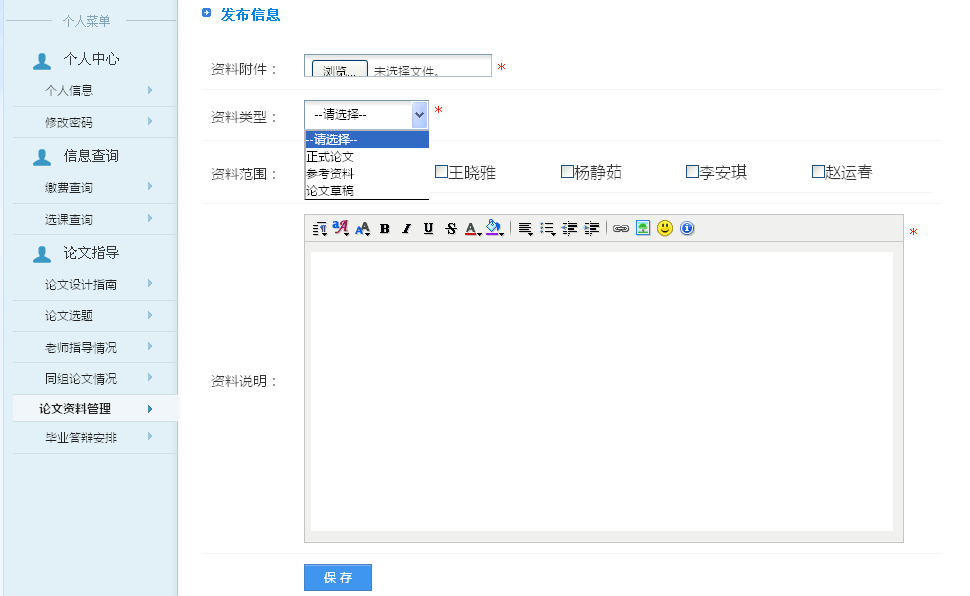 个人菜单
个人中心
个人信息
修改密码
信息查询
缴费查询
选课查询
论文指导
论文设计指南
论文选题
老师指导情况
同组论文情况
论文资料管理
毕业答辩安排
发布信息
资料附件：
浏览... 未选择文件。 *
资料类型：
--请选择-- *
--请选择--
正式论文
参考资料
论文草稿
资料范围：
王晓雅 杨静茹 李安琪 赵运春
¶ aA AA B I U S A
*
资料说明：
保 存